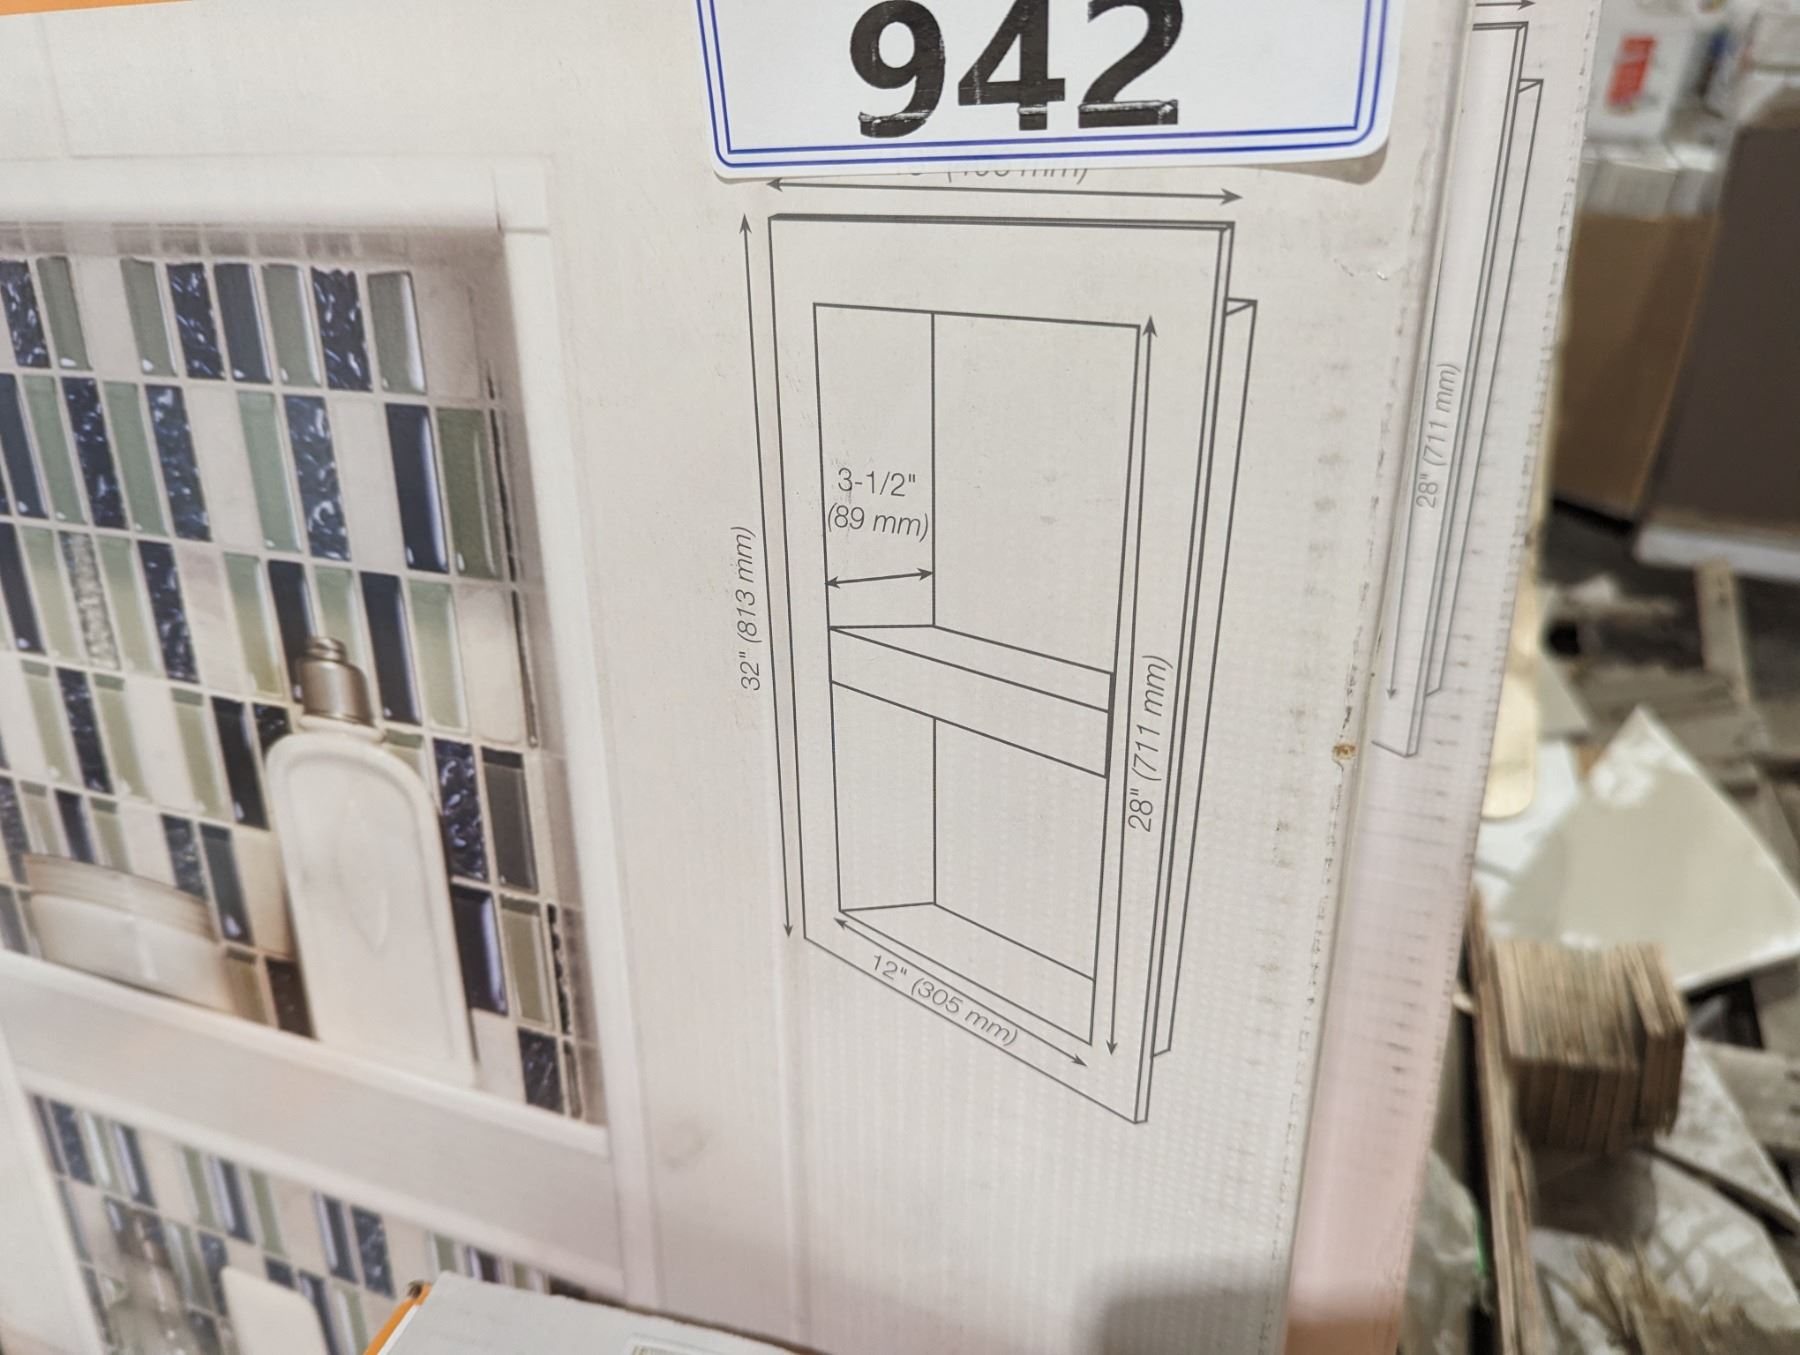 942
3-1/2"
(89 mm)
32" (813 mm)
28" (711 mm)
12" (305 mm)
28" (711 mm)